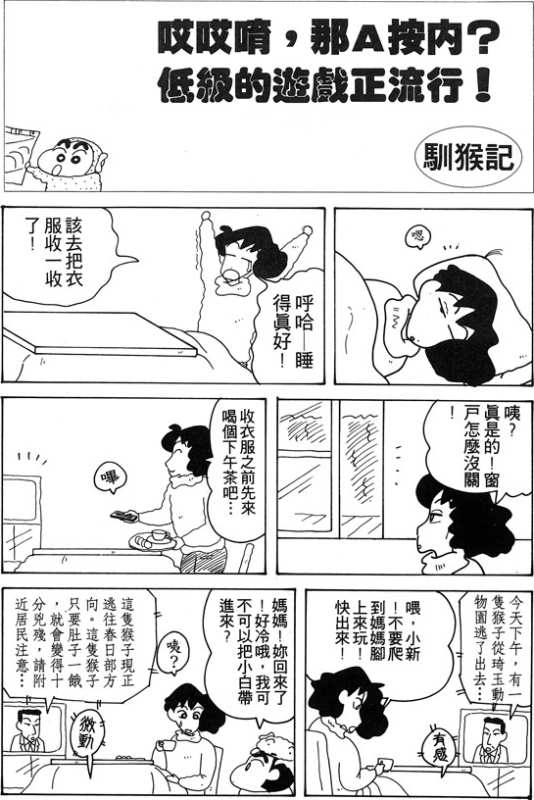 哎哎唷，那A按內？
低級的遊戲正流行！
馴猴記
嗯
呼哈—睡
得眞好！
該去把衣
服收一收
了！
咦？
眞是的！窗
戸怎麼沒關
！
收衣服之前先來
喝個下午茶吧…
嗶
今天下午，有一
隻猴子從琦玉動
物園逃了出去…
喂，小新
！不要爬
到媽媽腳
上來玩！
快出來！
有感
媽媽！妳回來了
！好冷哦，我可
不可以把小白帶
進來？
咦？
這隻猴子現正
逃往春日部方
向。這隻猴子
只要肚子一餓
，就會變得十
分兇殘，請附
近居民注意…
微動